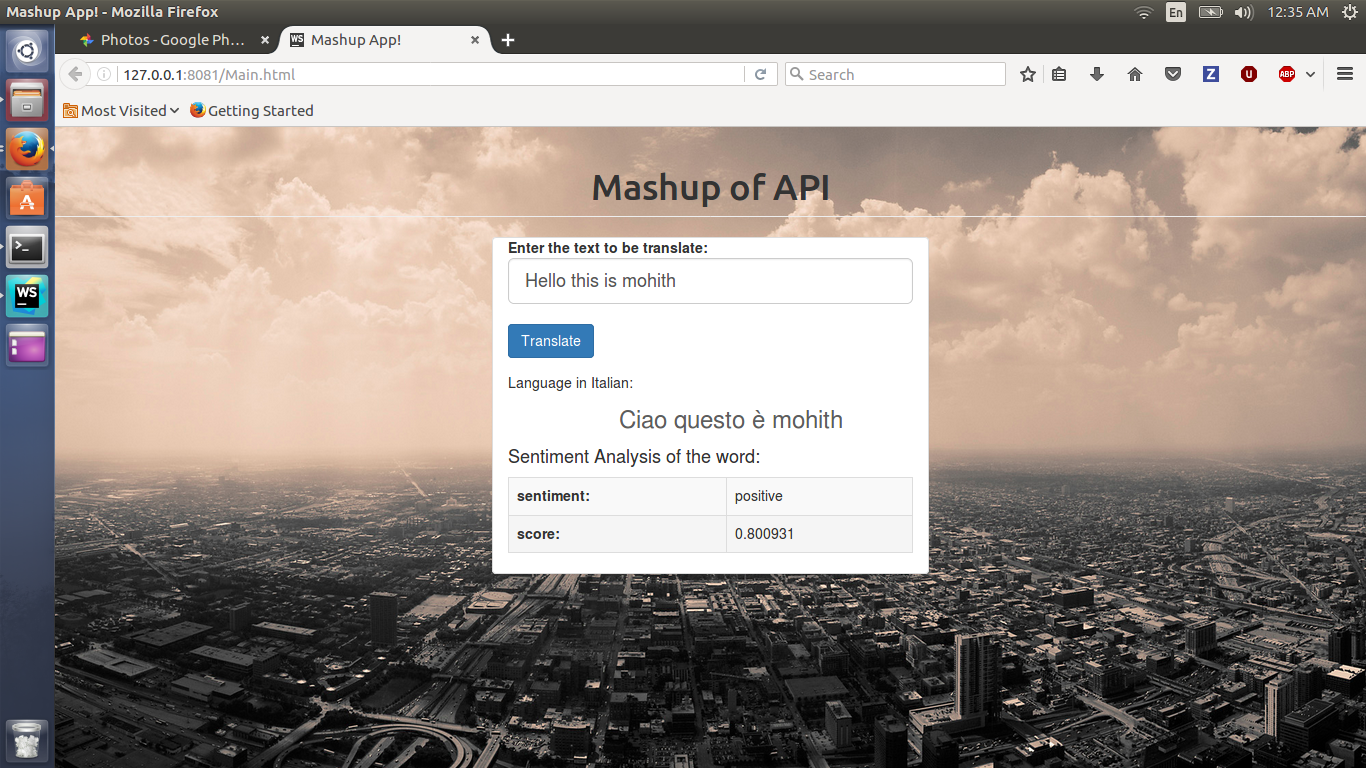 Mashup App! - Mozilla Firefox
En
12:35 AM
Photos - Google Ph...
WS Mashup App!
127.0.0.1:8081/Main.html
Search
Z
U
ABP
Most Visited
Getting Started
Mashup of API
Enter the text to be translate:
Hello this is mohith
WS
Translate
Language in Italian:
Ciao questo è mohith
Sentiment Analysis of the word:
sentiment: positive
score: 0.800931